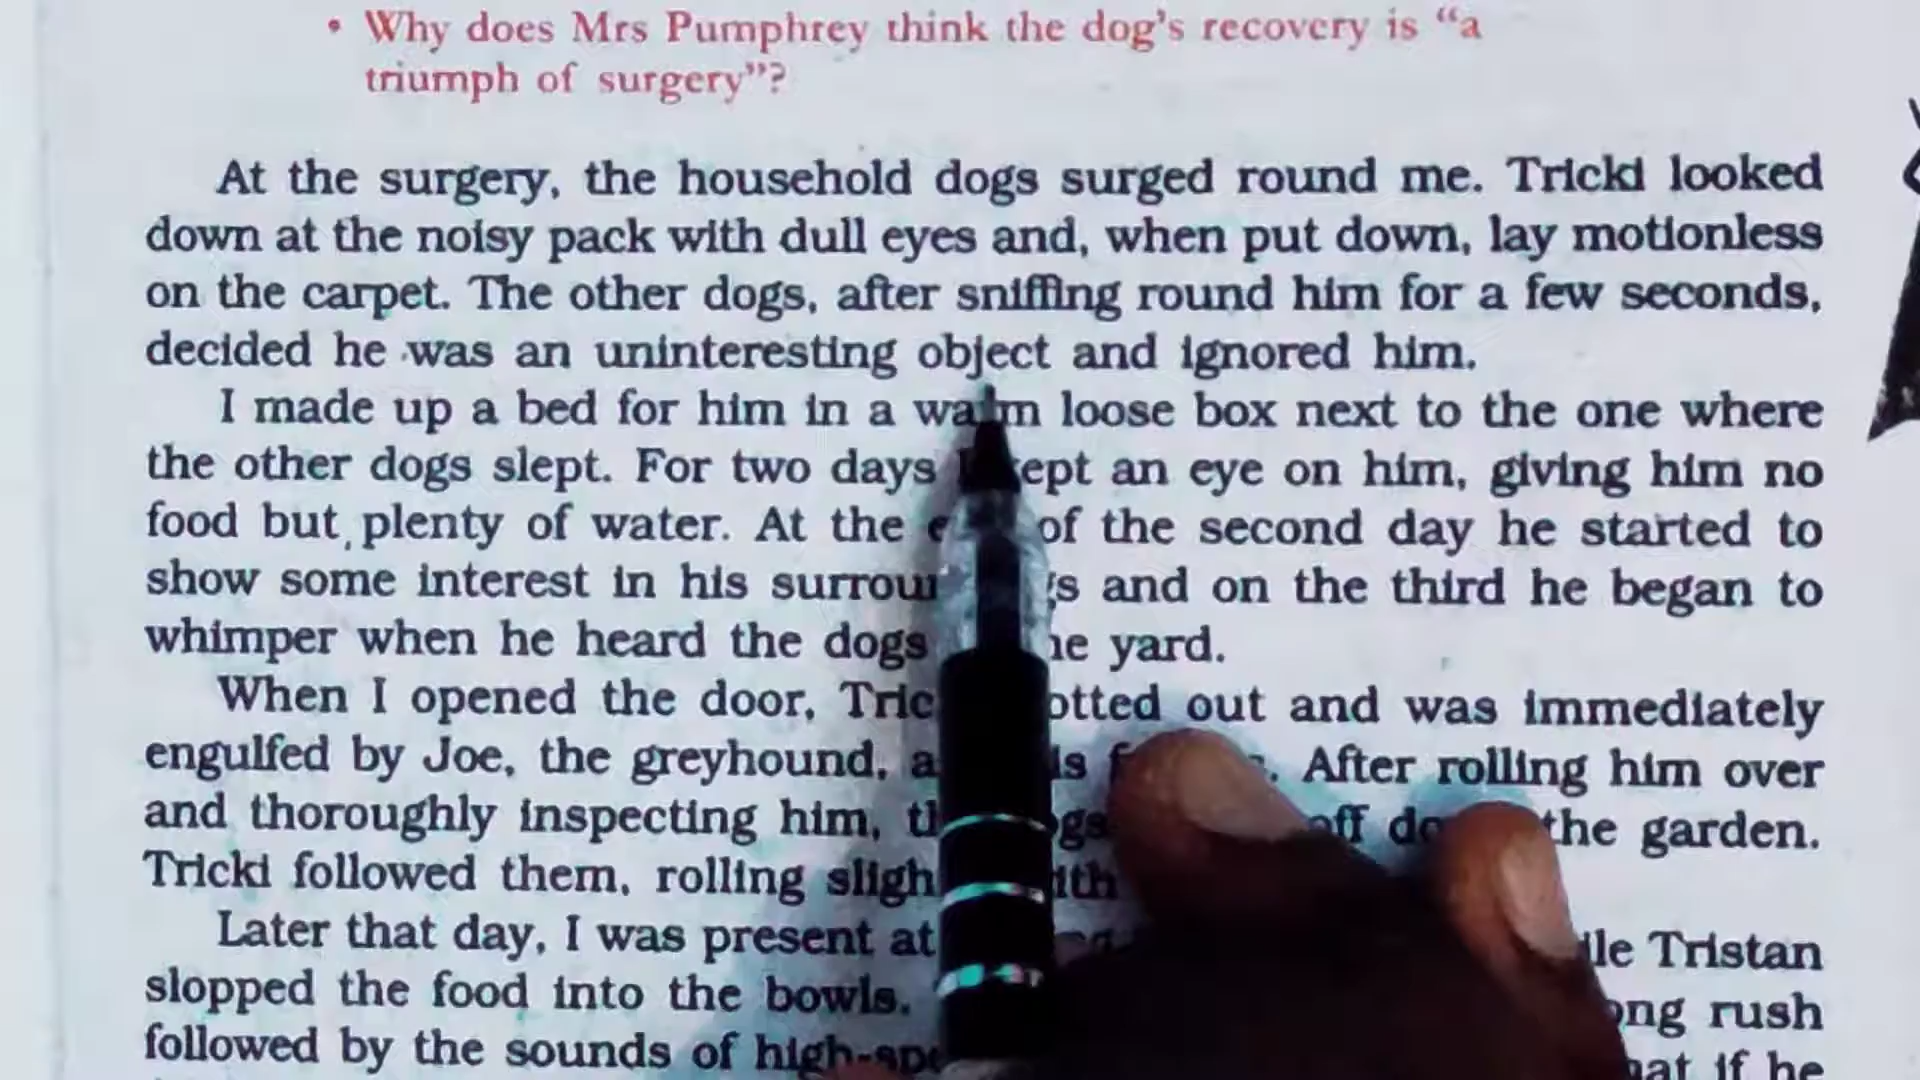 • Why does Mrs Pumphrey think the dog's recovery is “a
triumph of surgery”?
At the surgery, the household dogs surged round me. Tricki looked
down at the noisy pack with dull eyes and, when put down, lay motionless
on the carpet. The other dogs, after sniffing round him for a few seconds,
decided he was an uninteresting object and ignored him.
I made up a bed for him in a warm loose box next to the one where
the other dogs slept. For two days I kept an eye on him, giving him no
food but plenty of water. At the of the second day he started to
show some interest in his and on the third he began to
whimper when he heard the dogs yard.
When I opened the door, out and was immediately
engulfed by Joe, the greyhound, After rolling him over
and thoroughly inspecting him, off the garden.
Tricki followed them, rolling
Later that day, I was present at Tristan
slopped the food into the bowls. rush
followed by the sounds of if he